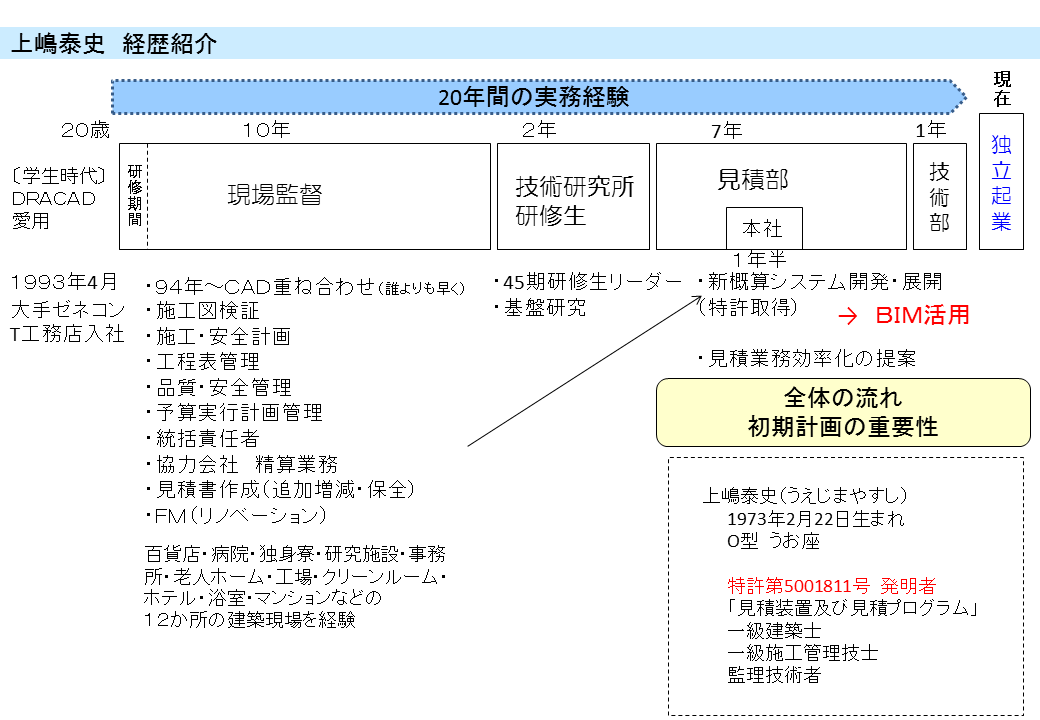 上嶋泰史　経歴紹介
20年間の実務経験
現在
２０歳
１０年
２年
7年
1年
〔学生時代〕
DRACAD
愛用
研修期間
現場監督
技術研究所
研修生
見積部
本社
１年半
技術部
独立起業
１９９３年4月
大手ゼネコン
T工務店入社
・９４年～ＣＡＤ重ね合わせ（誰よりも早く）
・施工図検証
・施工・安全計画
・工程表管理
・品質・安全管理
・予算実行計画管理
・統括責任者
・協力会社　精算業務
・見積書作成（追加増減・保全）
・ＦＭ（リノベーション）
百貨店・病院・独身寮・研究施設・事務
所・老人ホーム・工場・クリーンルーム・
ホテル・浴室・マンションなどの
１２か所の建築現場を経験
・45期研修生リーダー
・基盤研究
・新概算システム開発・展開
（特許取得）
→　ＢＩＭ活用
・見積業務効率化の提案
全体の流れ
初期計画の重要性
上嶋泰史（うえじまやすし）
1973年2月22日生まれ
O型　うお座
特許第5001811号　発明者
「見積装置及び見積プログラム」
一級建築士
一級施工管理技士
監理技術者